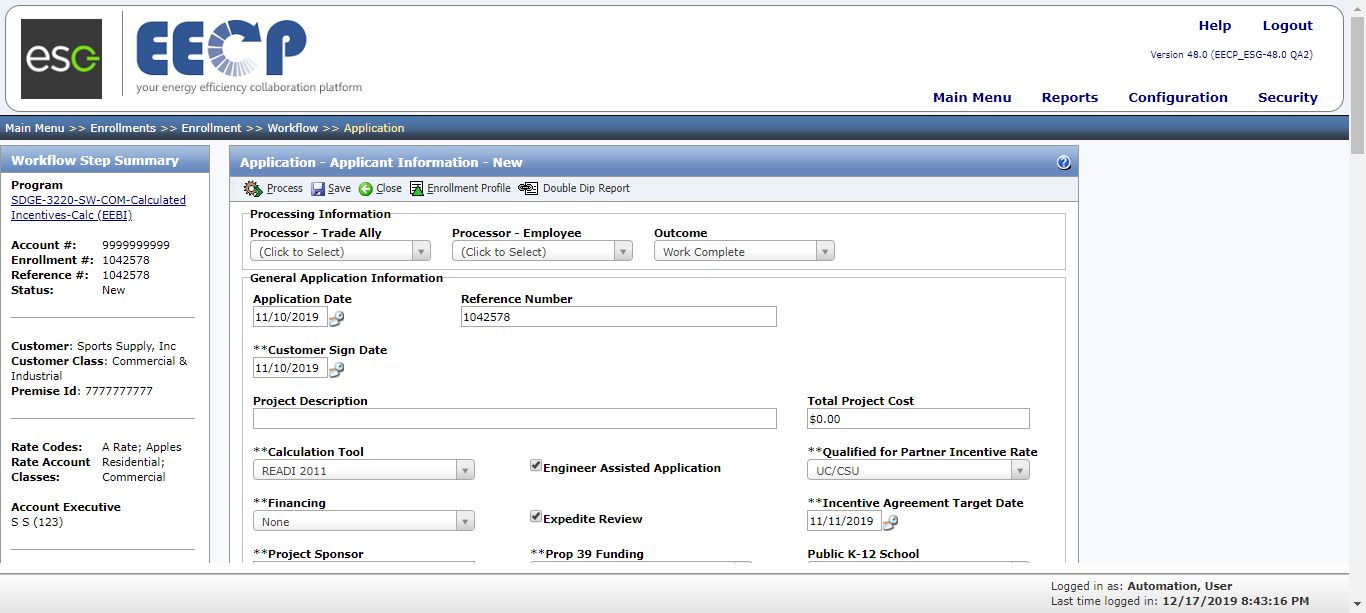 esc
EECP
your energy efficiency collaboration platform
Help Logout
Version 48.0 (EECP_ESG-48.0 QA2)
Main Menu Reports Configuration Security
Main Menu >> Enrollments >> Enrollment >> Workflow >> Application
Workflow Step Summary
Program
SDGE-3220-SW-COM-Calculated
Incentives-Calc (EEBI)
Account #: 9999999999
Enrollment #: 1042578
Reference #: 1042578
Status: New
Customer: Sports Supply, Inc
Customer Class: Commercial &
Industrial
Premise Id: 7777777777
Rate Codes: A Rate; Apples
Rate Account Residential;
Classes: Commercial
Account Executive
S S (123)
Application - Applicant Information - New
Process Save Close Enrollment Profile Double Dip Report
Processing Information
Processor - Trade Ally Processor - Employee Outcome
(Click to Select) (Click to Select) Work Complete
General Application Information
Application Date Reference Number
11/10/2019 1042578
**Customer Sign Date
11/10/2019
Project Description Total Project Cost
$0.00
**Calculation Tool Engineer Assisted Application **Qualified for Partner Incentive Rate
READI 2011 UC/CSU
**Financing Expedite Review **Incentive Agreement Target Date
None 11/11/2019
**Project Sponsor **Prop 39 Funding Public K-12 School
Logged in as: Automation, User
Last time logged in: 12/17/2019 8:43:16 PM